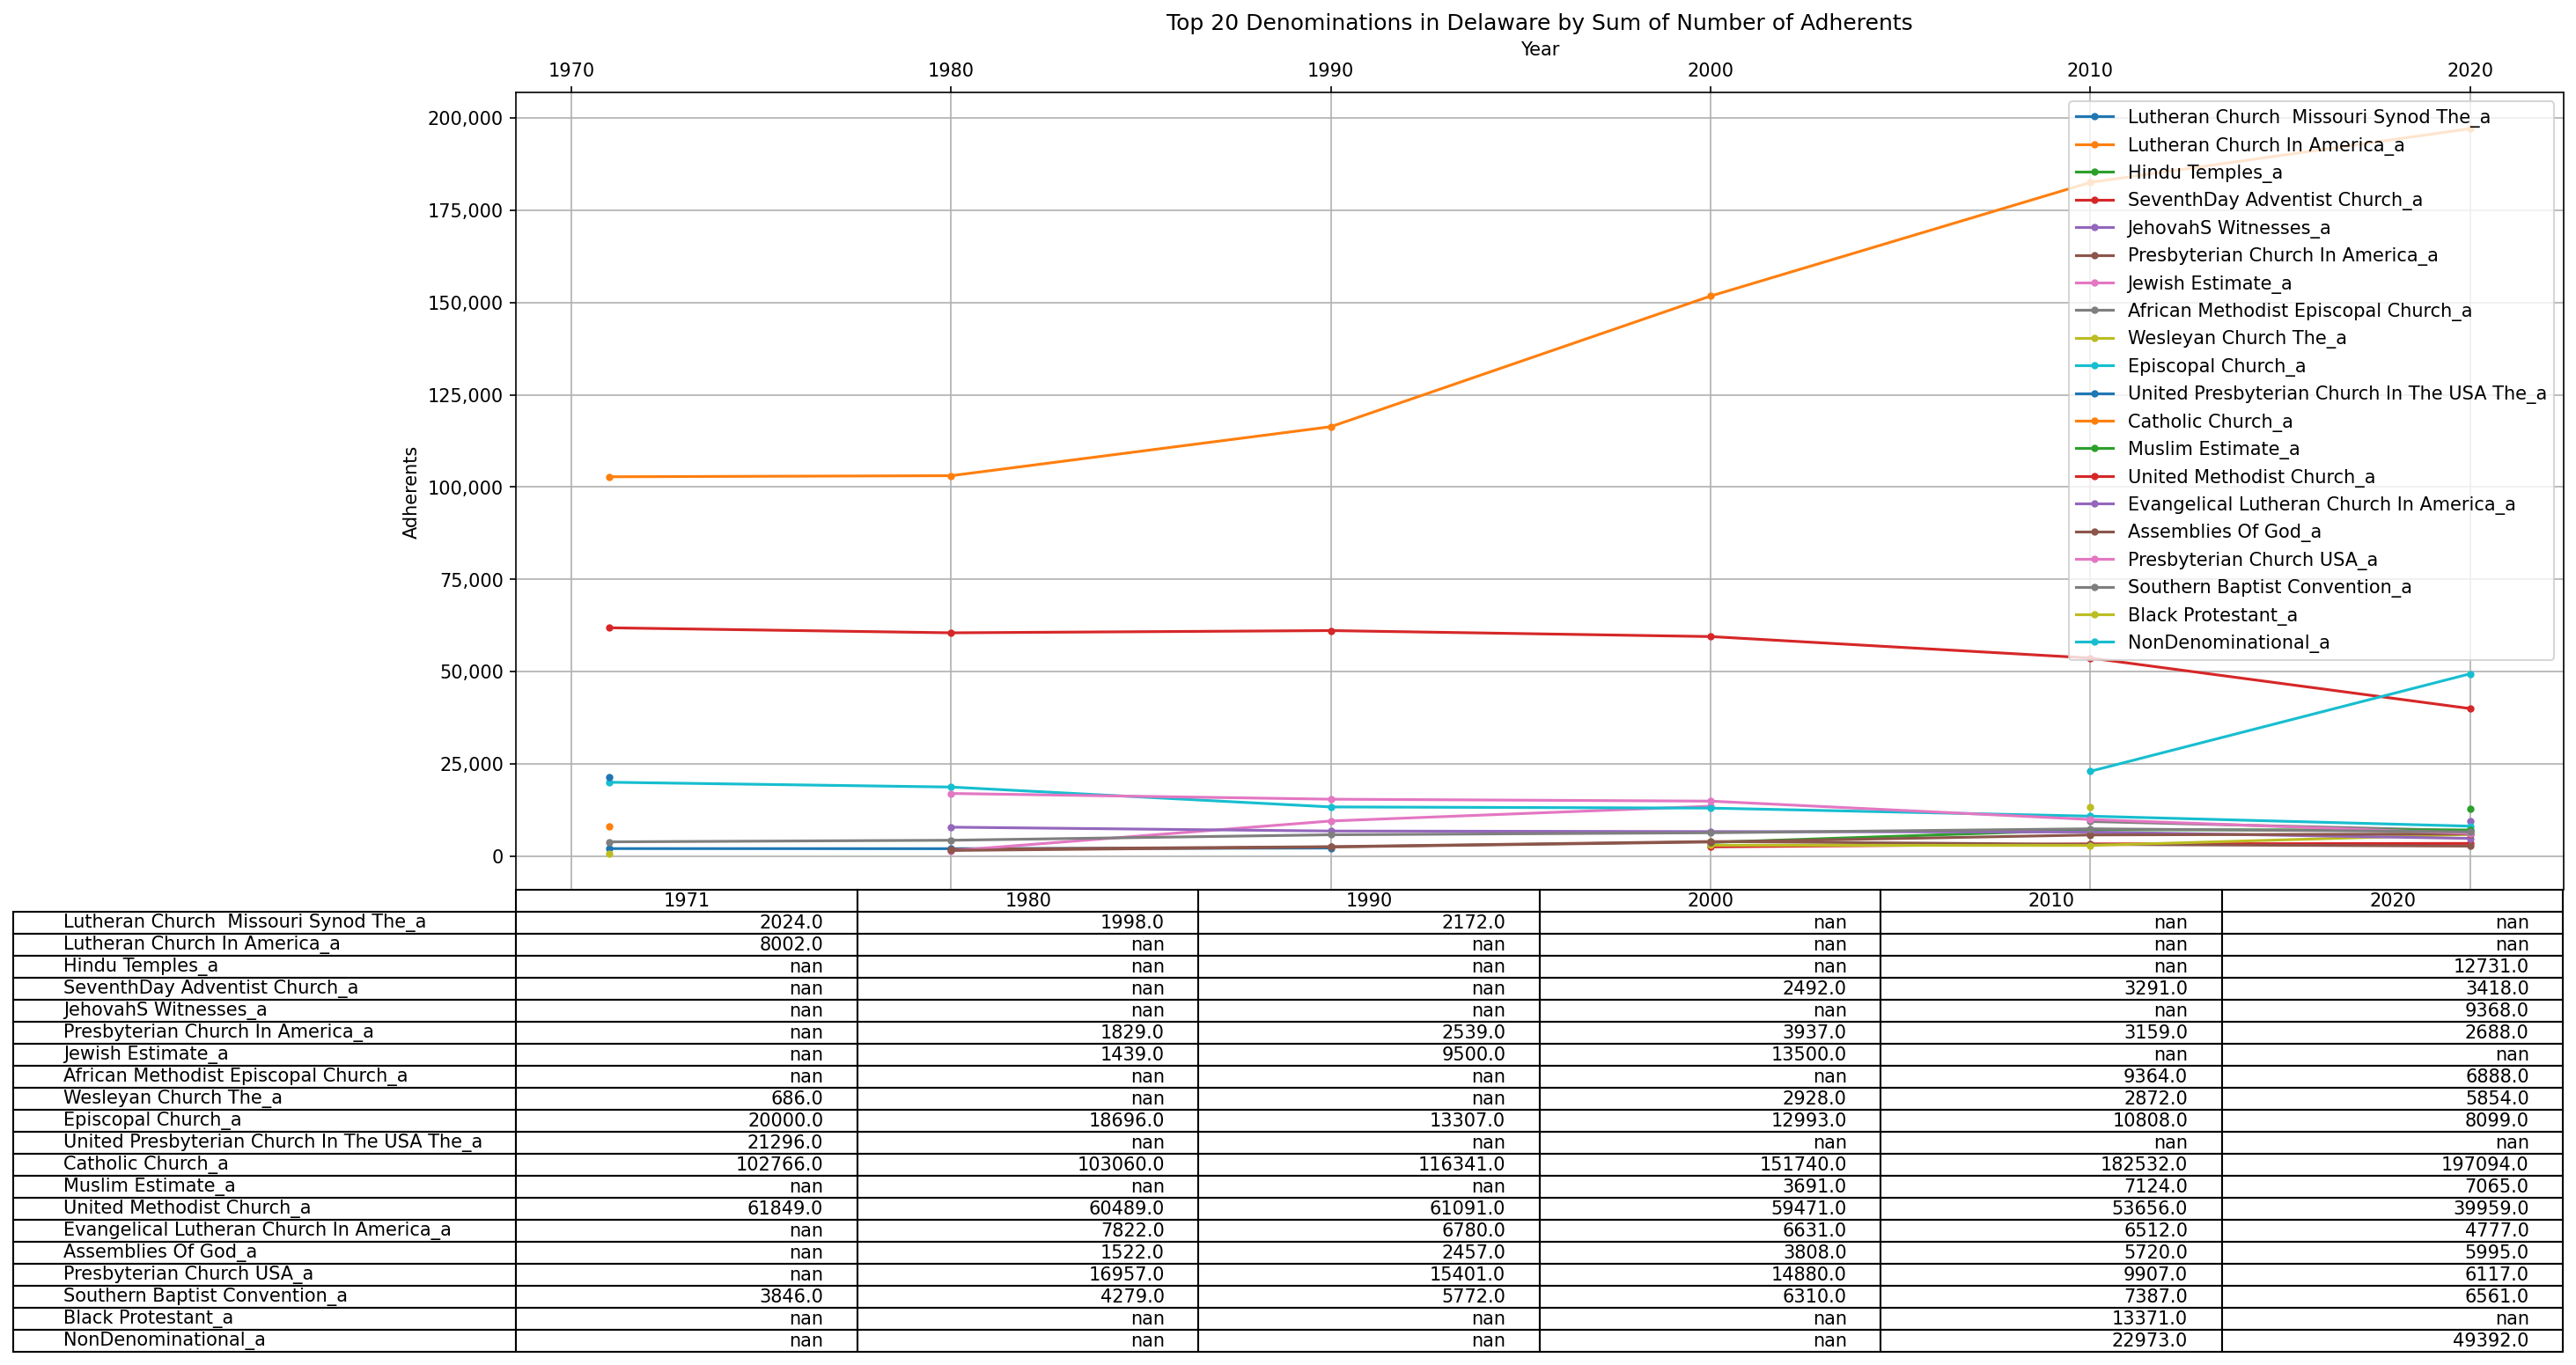 Top 20 Denominations in Delaware by Sum of Number of Adherents
Year
1970 1980 1990 2000 2010 2020
200,000
175,000
150,000
125,000
100,000
75,000
50,000
25,000
0
Adherents
Lutheran Church  Missouri Synod The_a
Lutheran Church In America_a
Hindu Temples_a
SeventhDay Adventist Church_a
JehovahS Witnesses_a
Presbyterian Church In America_a
Jewish Estimate_a
African Methodist Episcopal Church_a
Wesleyan Church The_a
Episcopal Church_a
United Presbyterian Church In The USA The_a
Catholic Church_a
Muslim Estimate_a
United Methodist Church_a
Evangelical Lutheran Church In America_a
Assemblies Of God_a
Presbyterian Church USA_a
Southern Baptist Convention_a
Black Protestant_a
NonDenominational_a
1971 1980 1990 2000 2010 2020
Lutheran Church  Missouri Synod The_a 2024.0 1998.0 2172.0 nan nan nan
Lutheran Church In America_a 8002.0 nan nan nan nan nan
Hindu Temples_a nan nan nan nan nan 12731.0
SeventhDay Adventist Church_a nan nan nan 2492.0 3291.0 3418.0
JehovahS Witnesses_a nan nan nan nan nan 9368.0
Presbyterian Church In America_a nan 1829.0 2539.0 3937.0 3159.0 2688.0
Jewish Estimate_a nan 1439.0 9500.0 13500.0 nan nan
African Methodist Episcopal Church_a nan nan nan nan 9364.0 6888.0
Wesleyan Church The_a 686.0 nan nan 2928.0 2872.0 5854.0
Episcopal Church_a 20000.0 18696.0 13307.0 12993.0 10808.0 8099.0
United Presbyterian Church In The USA The_a 21296.0 nan nan nan nan nan
Catholic Church_a 102766.0 103060.0 116341.0 151740.0 182532.0 197094.0
Muslim Estimate_a nan nan nan 3691.0 7124.0 7065.0
United Methodist Church_a 61849.0 60489.0 61091.0 59471.0 53656.0 39959.0
Evangelical Lutheran Church In America_a nan 7822.0 6780.0 6631.0 6512.0 4777.0
Assemblies Of God_a nan 1522.0 2457.0 3808.0 5720.0 5995.0
Presbyterian Church USA_a nan 16957.0 15401.0 14880.0 9907.0 6117.0
Southern Baptist Convention_a 3846.0 4279.0 5772.0 6310.0 7387.0 6561.0
Black Protestant_a nan nan nan nan 13371.0 nan
NonDenominational_a nan nan nan nan 22973.0 49392.0